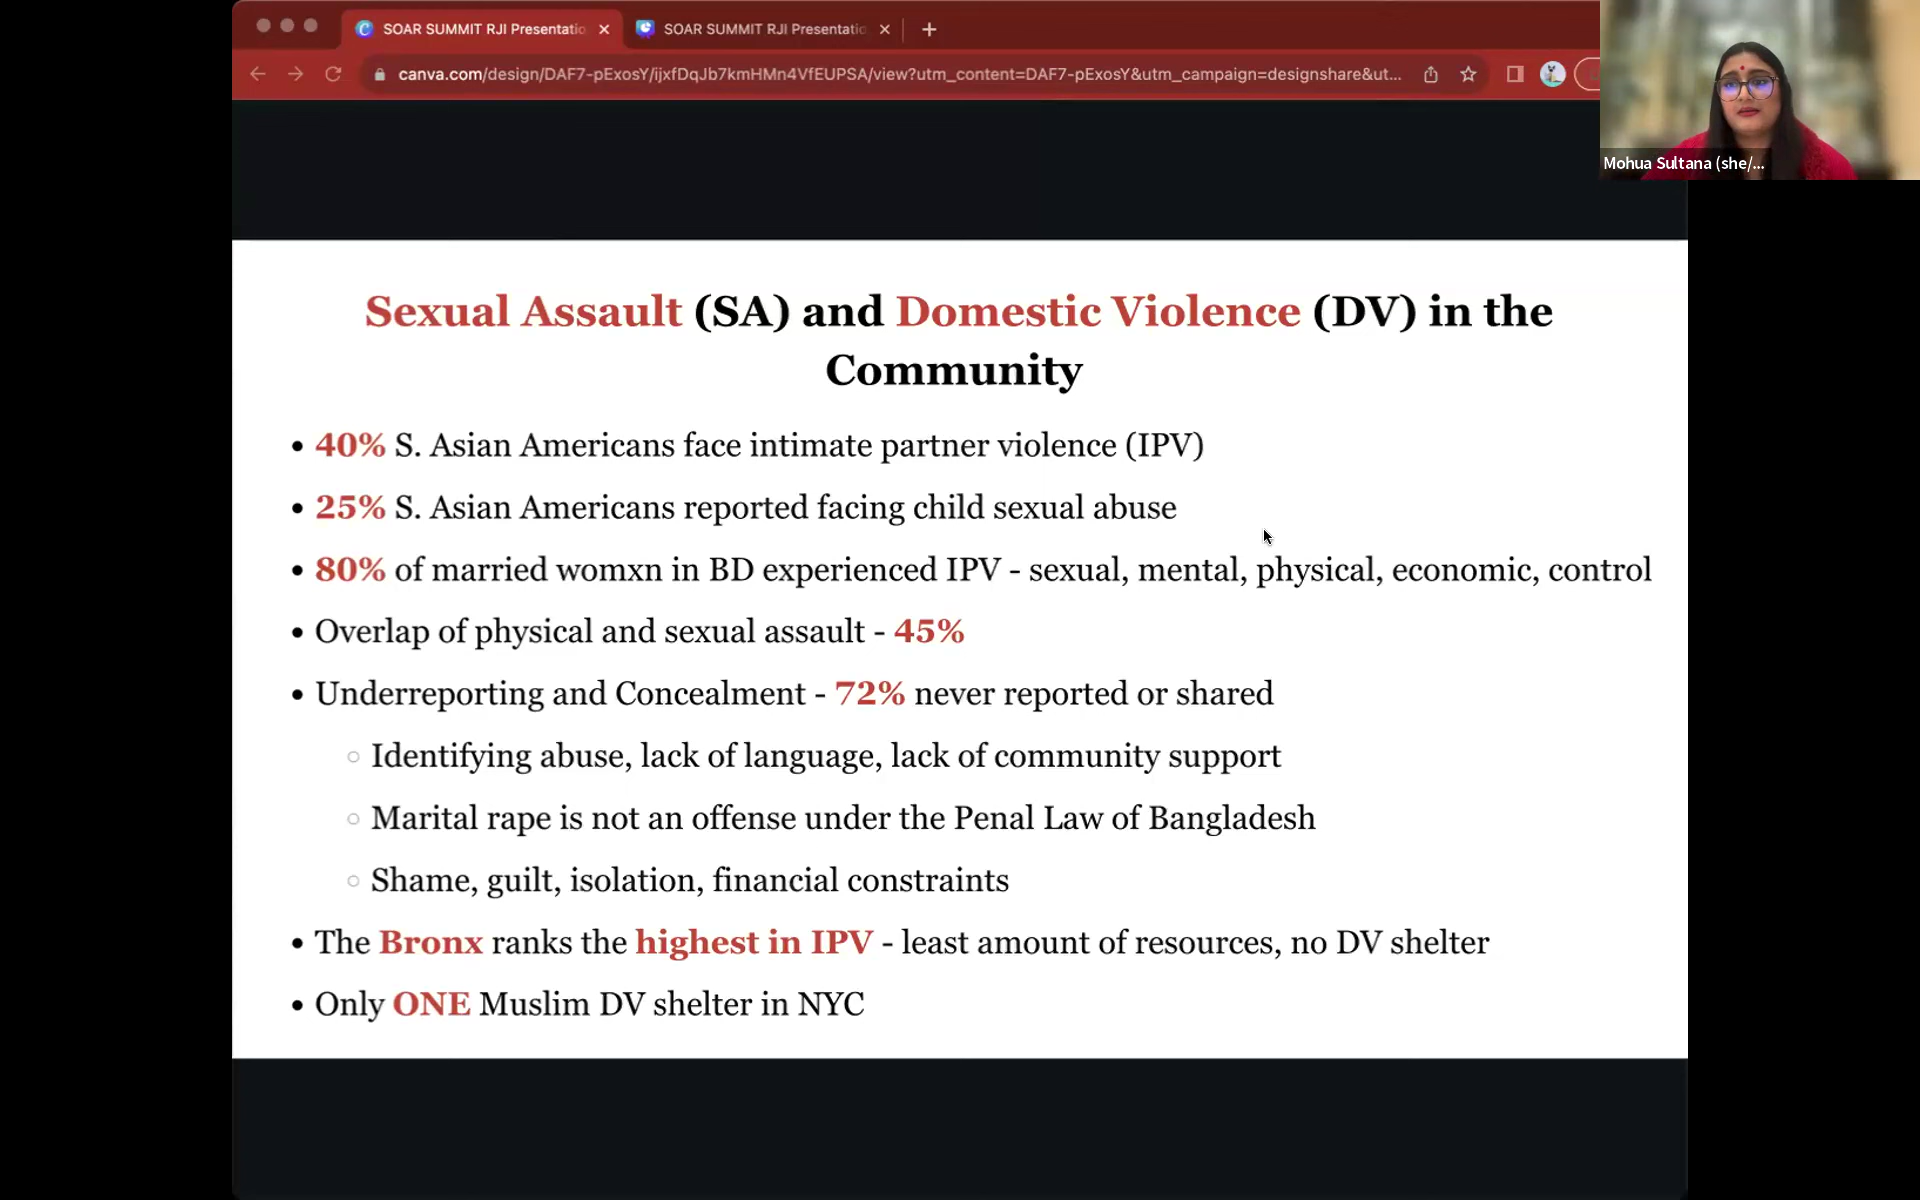 SOAR SUMMIT RJI Presentatio
SOAR SUMMIT RJI Presentatio
canva.com/design/DAF7-pExosY/ijxfDqJb7kmHMn4VfEUPSA/view?utm_content=DAF7-pExosY&utm_campaign=designshare&ut...
Mohua Sultana (she/...
Sexual Assault (SA) and Domestic Violence (DV) in the
Community
• 40% S. Asian Americans face intimate partner violence (IPV)
• 25% S. Asian Americans reported facing child sexual abuse
• 80% of married womxn in BD experienced IPV - sexual, mental, physical, economic, control
• Overlap of physical and sexual assault - 45%
• Underreporting and Concealment - 72% never reported or shared
○ Identifying abuse, lack of language, lack of community support
○ Marital rape is not an offense under the Penal Law of Bangladesh
○ Shame, guilt, isolation, financial constraints
• The Bronx ranks the highest in IPV - least amount of resources, no DV shelter
• Only ONE Muslim DV shelter in NYC